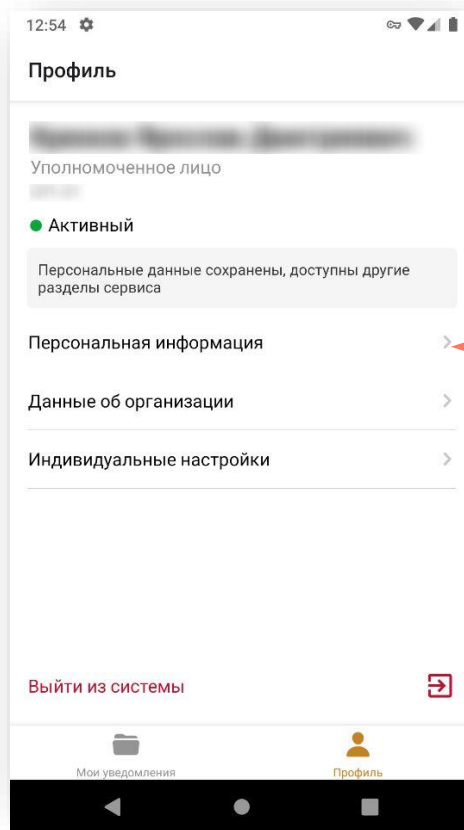 12:54
Профиль
Уполномоченное лицо
Активный
Персональные данные сохранены, доступны другие
разделы сервиса
Персональная информация
Данные об организации
Индивидуальные настройки
Выйти из системы
Мои уведомления
Профиль